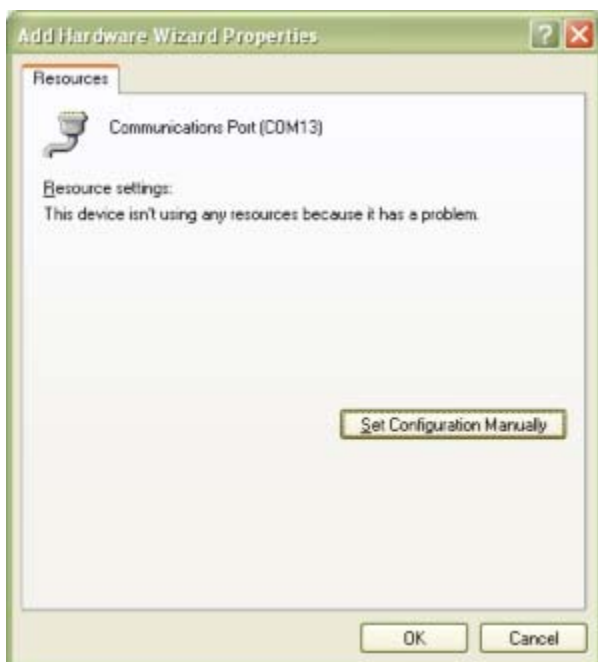 Add Hardware Wizard Properties
Resources
Communications Port (COM13)
Resource settings:
This device isn't using any resources because it has a problem.
Set Configuration Manually
OK Cancel